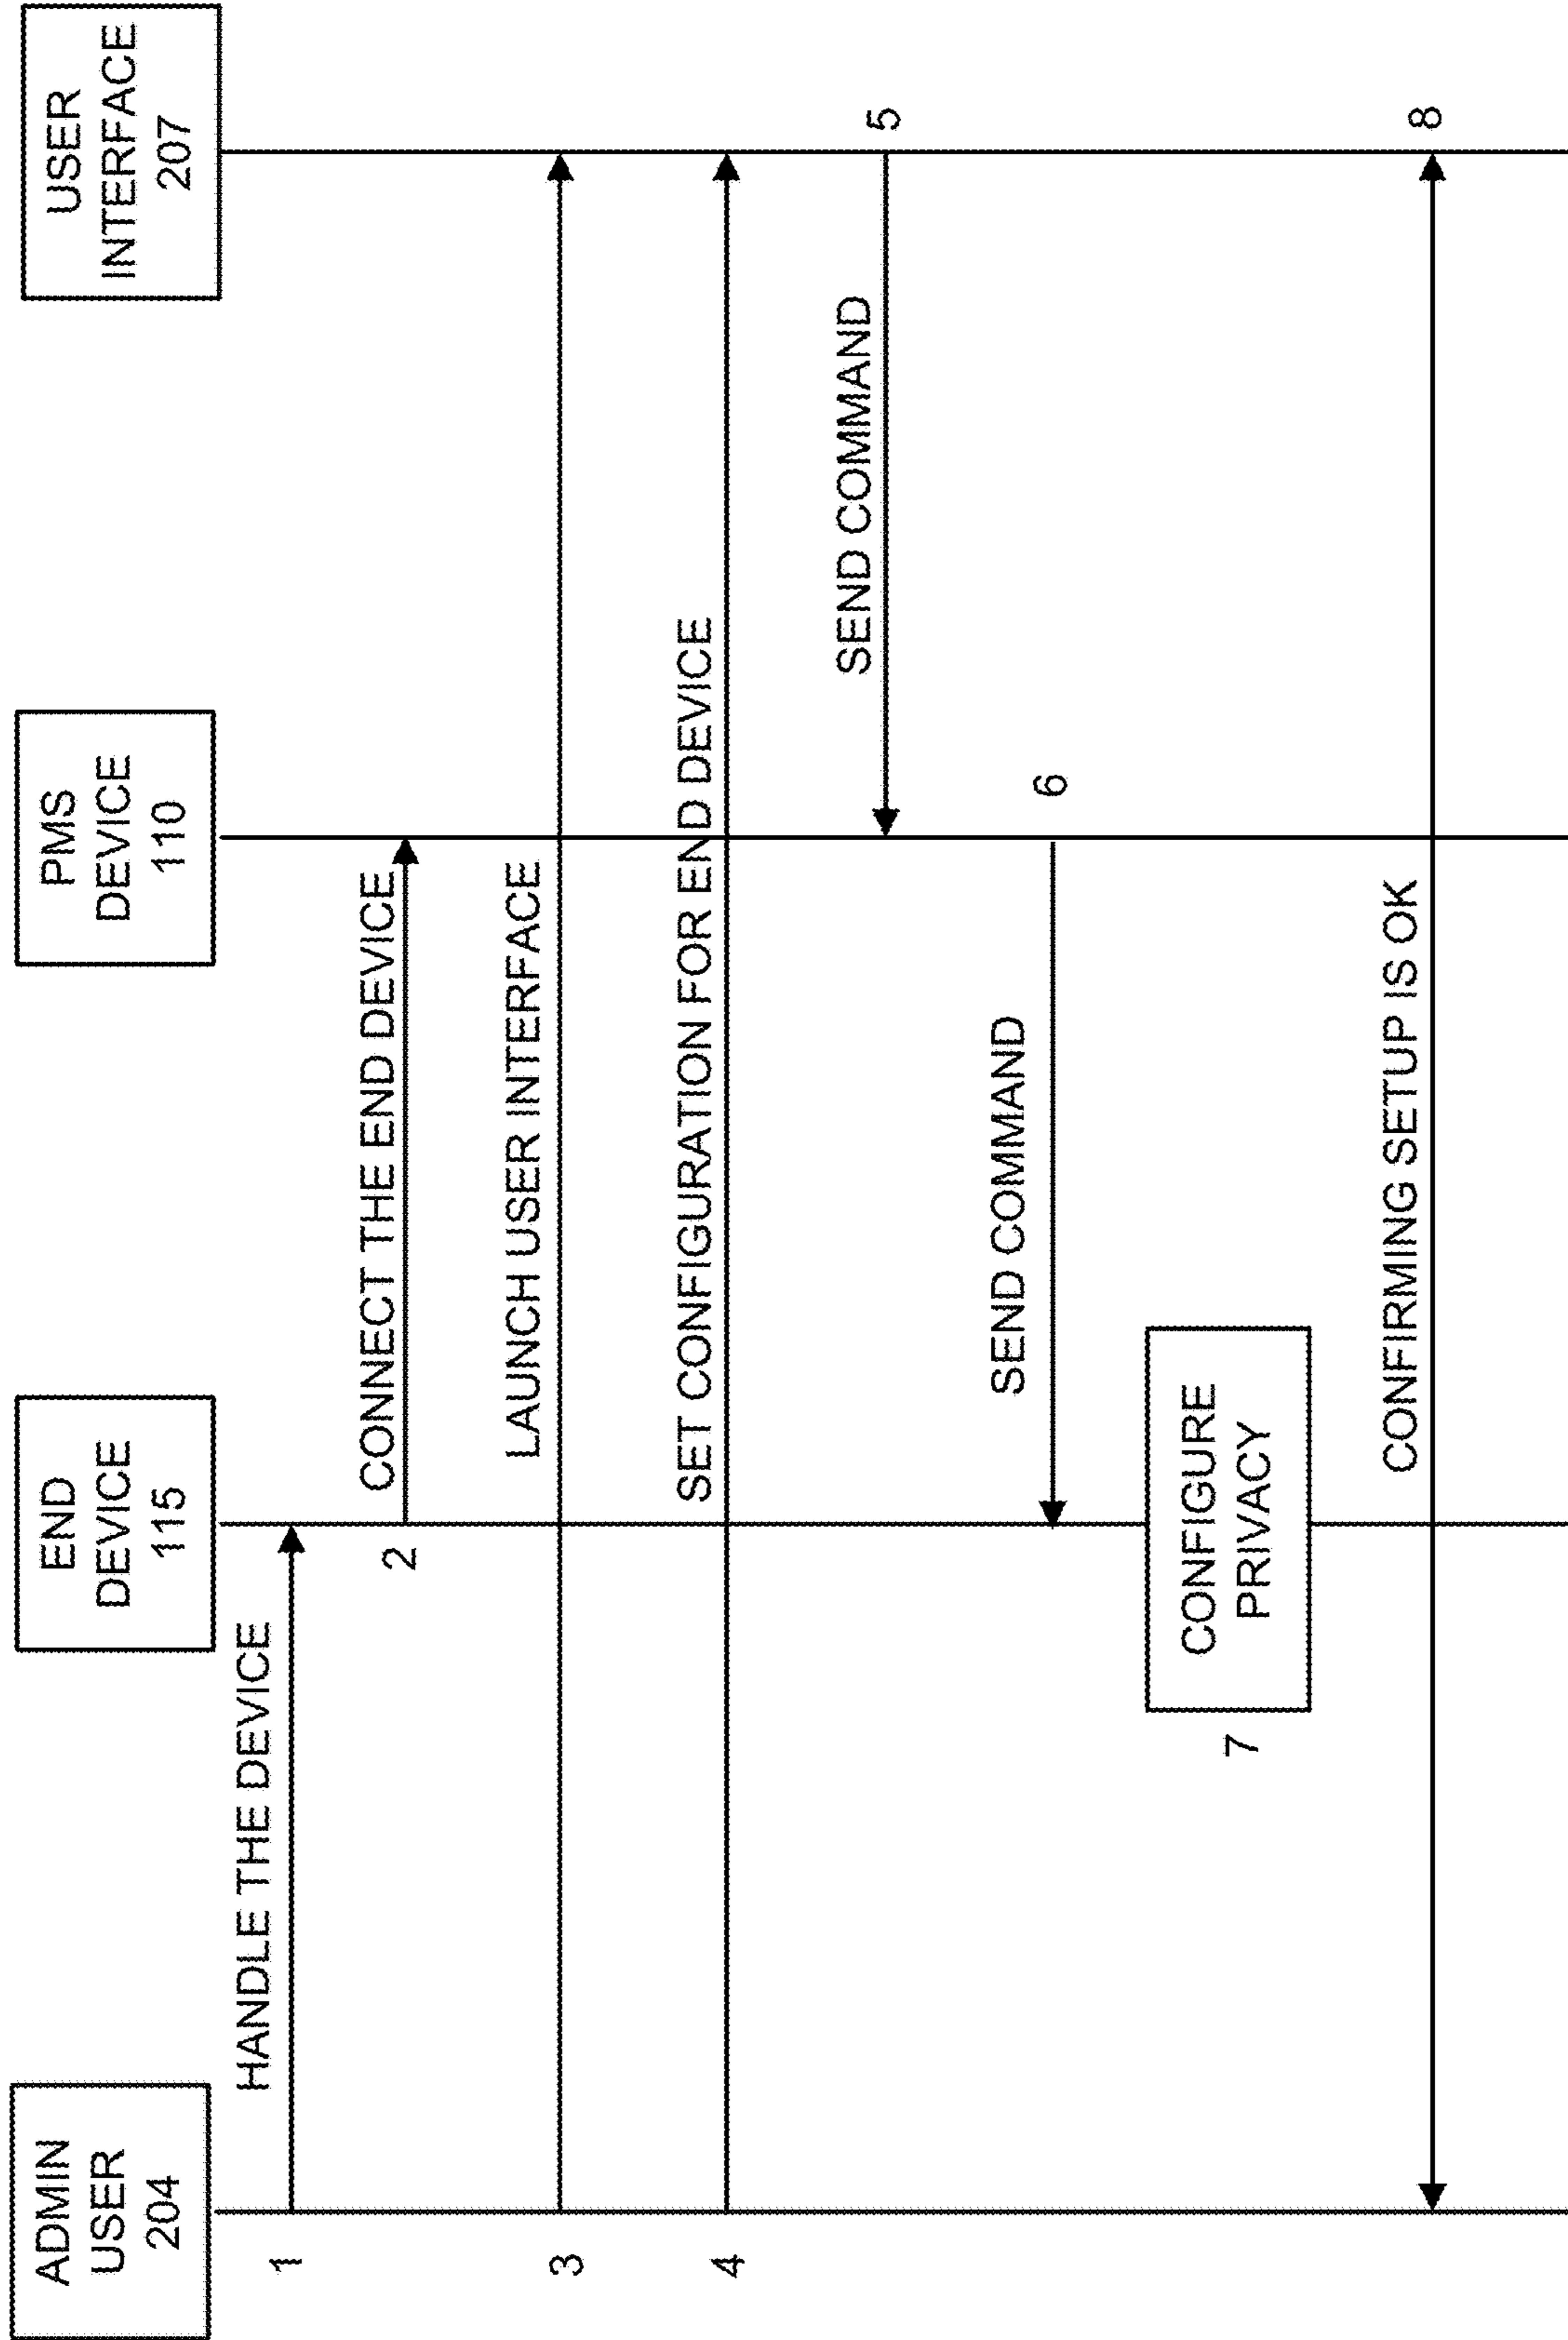 ADMIN
USER
204
END
DEVICE
115
PMS
DEVICE
110
USER
INTERFACE
207
HANDLE THE DEVICE
1
CONNECT THE END DEVICE
2
LAUNCH USER INTERFACE
3
SET CONFIGURATION FOR END DEVICE
4
SEND COMMAND
5
SEND COMMAND
6
CONFIGURE
PRIVACY
7
CONFIRMING SETUP IS OK
8